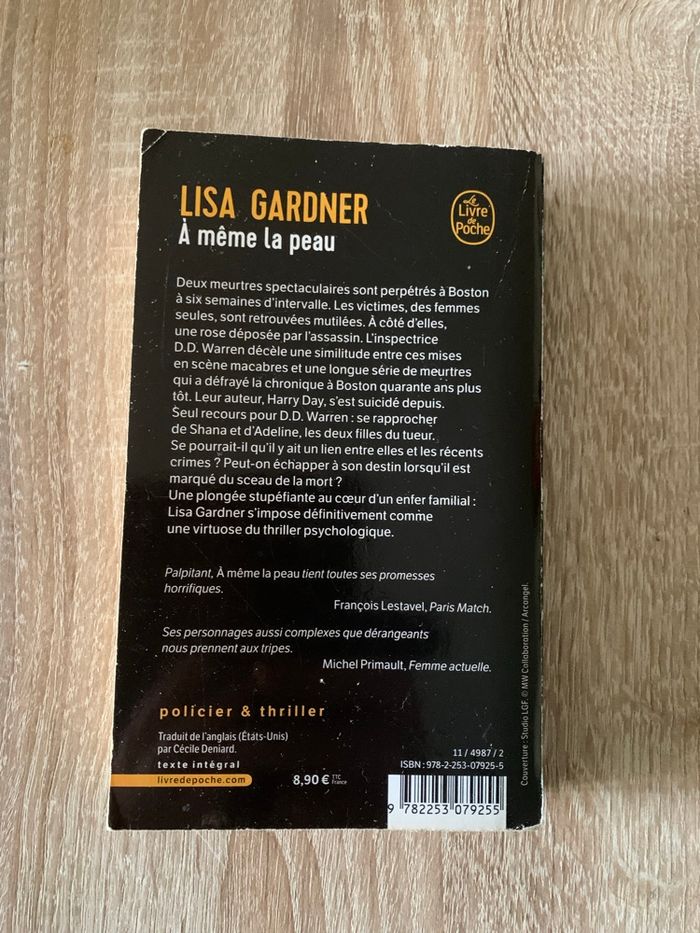 LISA GARDNER
À même la peau
Le
Livre
de
Poche
Deux meurtres spectaculaires sont perpétrés à Boston
à six semaines d'intervalle. Les victimes, des femmes
seules, sont retrouvées mutilées. À côté d'elles,
une rose déposée par l'assassin. L'inspectrice
D.D. Warren décèle une similitude entre ces mises
en scène macabres et une longue série de meurtres
qui a défrayé la chronique à Boston quarante ans plus
tôt. Leur auteur, Harry Day, s'est suicidé depuis.
Seul recours pour D.D. Warren : se rapprocher
de Shana et d'Adeline, les deux filles du tueur.
Se pourrait-il qu'il y ait un lien entre elles et les récents
crimes ? Peut-on échapper à son destin lorsqu'il est
marqué du sceau de la mort ?
Une plongée stupéfiante au cœur d'un enfer familial :
Lisa Gardner s'impose définitivement comme
une virtuose du thriller psychologique.
Palpitant, À même la peau tient toutes ses promesses
horrifiques.
François Lestavel, Paris Match.
Ses personnages aussi complexes que dérangeants
nous prennent aux tripes.
Michel Primault, Femme actuelle.
policier & thriller
Traduit de l'anglais (États-Unis)
par Cécile Deniard.
texte intégral
livredepoche.com
8,90 € TTC
France
11 / 4987 / 2
ISBN : 978-2-253-07925-5
9 782253 079255
Couverture : Studio LGF. © MW Collaboration / Arcangel.